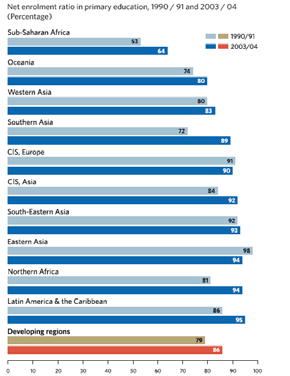 Net enrolment ratio in primary education, 1990 / 91 and 2003 / 04
(Percentage)
Sub-Saharan Africa
1990/91
53
2003/04
64
Oceania
74
80
Western Asia
80
83
Southern Asia
72
89
CIS, Europe
91
90
CIS, Asia
84
92
South-Eastern Asia
92
93
Eastern Asia
98
94
Northern Africa
81
94
Latin America & the Caribbean
86
95
Developing regions
79
86
0 10 20 30 40 50 60 70 80 90 100